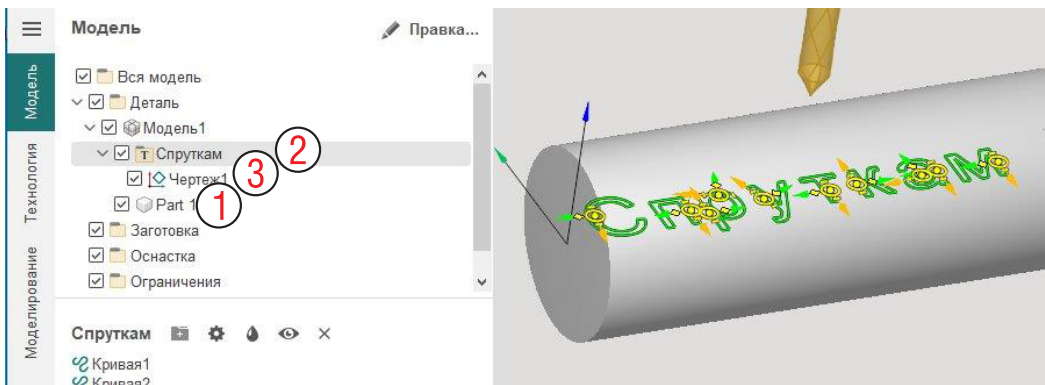 Модель
Правка...
Вся модель
Деталь
Модель1
T Спруткам
2
Чертеж1
3
Part 1
1
Заготовка
Оснастка
Ограничения
Спруткам
Кривая1
Кривая2
Модель
Технология
Моделирование
СПРУТКАМ